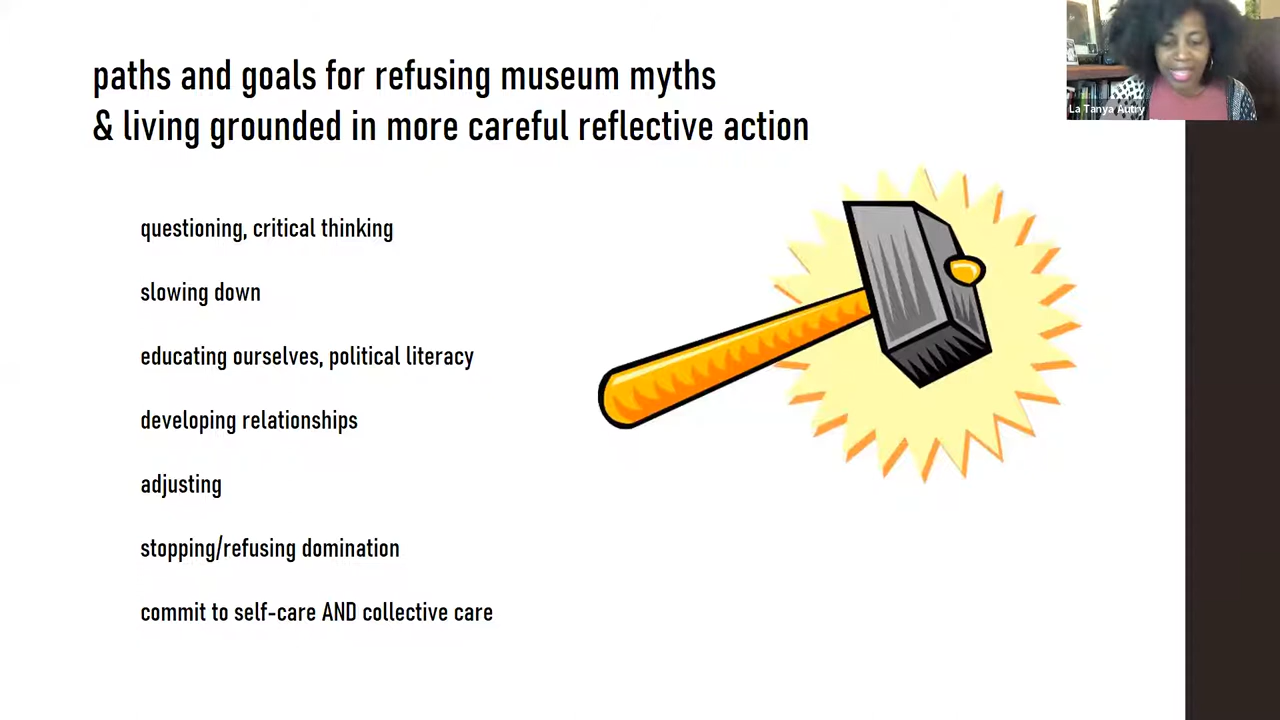 paths and goals for refusing museum myths
& living grounded in more careful reflective action
La Tanya Autry
questioning, critical thinking
slowing down
educating ourselves, political literacy
developing relationships
adjusting
stopping/refusing domination
commit to self-care AND collective care